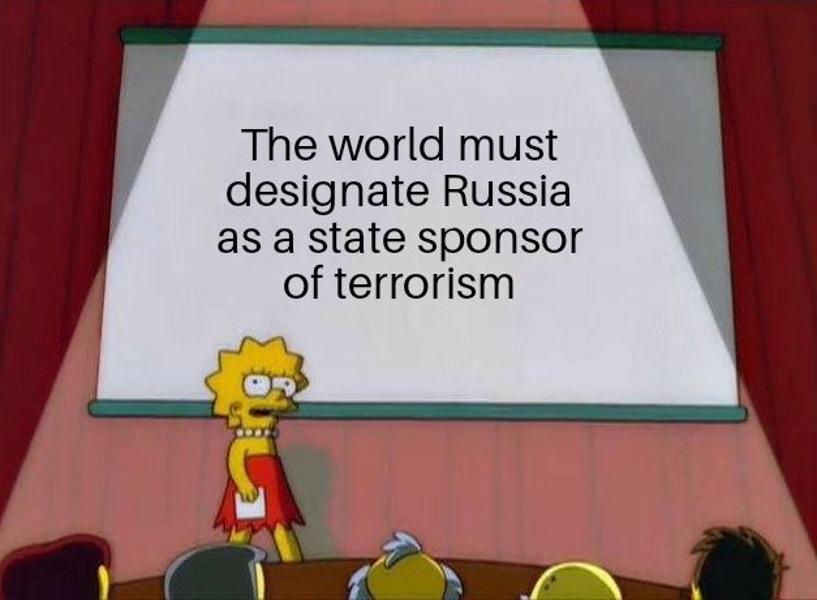 The world must
designate Russia
as a state sponsor
of terrorism